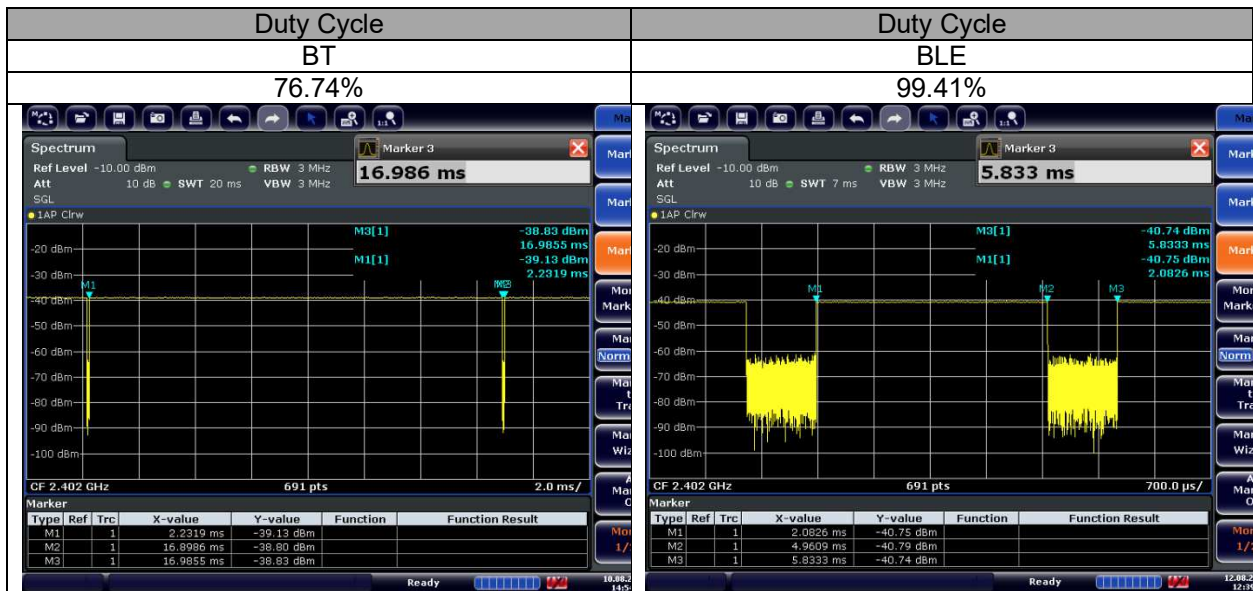 Duty Cycle
Duty Cycle
BT
BLE
76.74%
99.41%
Spectrum
Marker 3
16.986 ms
Ref Level -10.00 dBm
RBW 3 MHz
Att 10 dB SWT 20 ms VBW 3 MHz
SGL
1AP Clrw
M3[1] -38.83 dBm
16.9855 ms
M1[1] -39.13 dBm
2.2319 ms
-20 dBm
-30 dBm
M1
-40 dBm
-50 dBm
-60 dBm
-70 dBm
-80 dBm
-90 dBm
-100 dBm
CF 2.402 GHz 691 pts 2.0 ms/
Marker
Type Ref Trc X-value Y-value Function Function Result
M1 1 2.2319 ms -39.13 dBm
M2 1 16.8986 ms -38.80 dBm
M3 1 16.9855 ms -38.83 dBm
Ready
Spectrum
Marker 3
5.833 ms
Ref Level -10.00 dBm
RBW 3 MHz
Att 10 dB SWT 7 ms VBW 3 MHz
SGL
1AP Clrw
M3[1] -40.74 dBm
5.8333 ms
M1[1] -40.75 dBm
2.0826 ms
-20 dBm
-30 dBm
M1 M2 M3
-40 dBm
-50 dBm
-60 dBm
-70 dBm
-80 dBm
-90 dBm
-100 dBm
CF 2.402 GHz 691 pts 700.0 µs/
Marker
Type Ref Trc X-value Y-value Function Function Result
M1 1 2.0826 ms -40.75 dBm
M2 1 4.9609 ms -40.79 dBm
M3 1 5.8333 ms -40.74 dBm
Ready